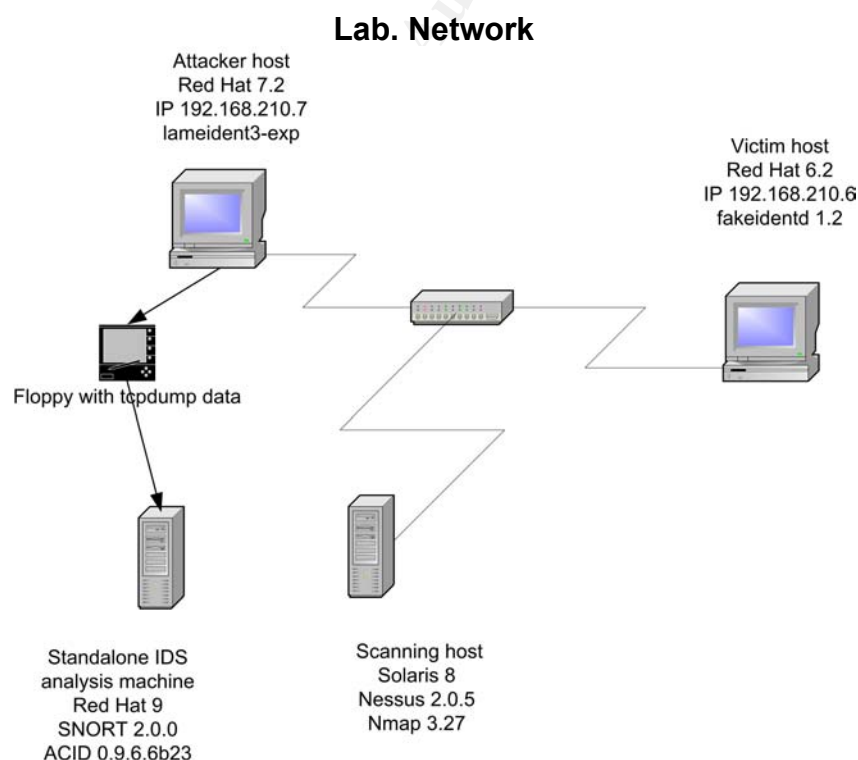 Lab. Network
Attacker host
Red Hat 7.2
IP 192.168.210.7
lameident3-exp
Victim host
Red Hat 6.2
IP 192.168.210.6
fakeidentd 1.2
Floppy with tcpdump data
Standalone IDS
analysis machine
Red Hat 9
SNORT 2.0.0
ACID 0.9.6.6b23
Scanning host
Solaris 8
Nessus 2.0.5
Nmap 3.27